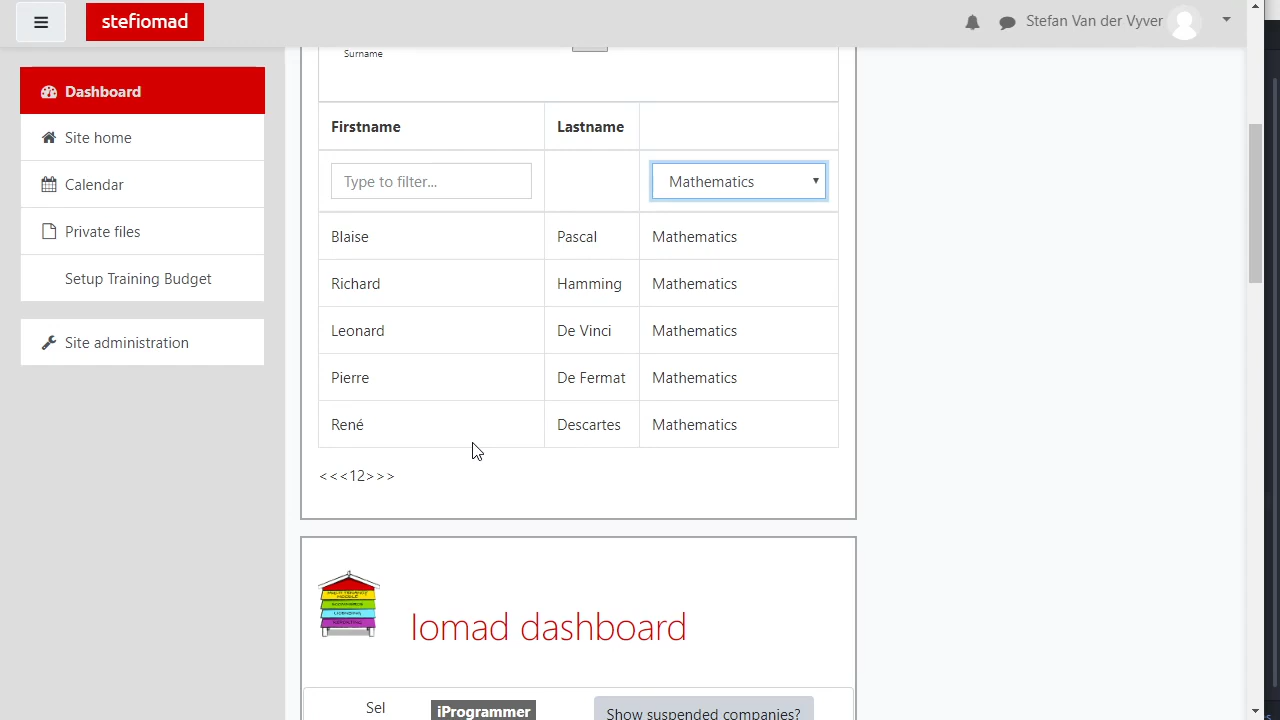 stefiomad
Stefan Van der Vyver
Surname
Dashboard
Site home
Calendar
Private files
Setup Training Budget
Site administration
Firstname Lastname
Type to filter... Mathematics
Blaise Pascal Mathematics
Richard Hamming Mathematics
Leonard De Vinci Mathematics
Pierre De Fermat Mathematics
René Descartes Mathematics
<<<12>>>
Iomad dashboard
Sel iProgrammer Show suspended companies?